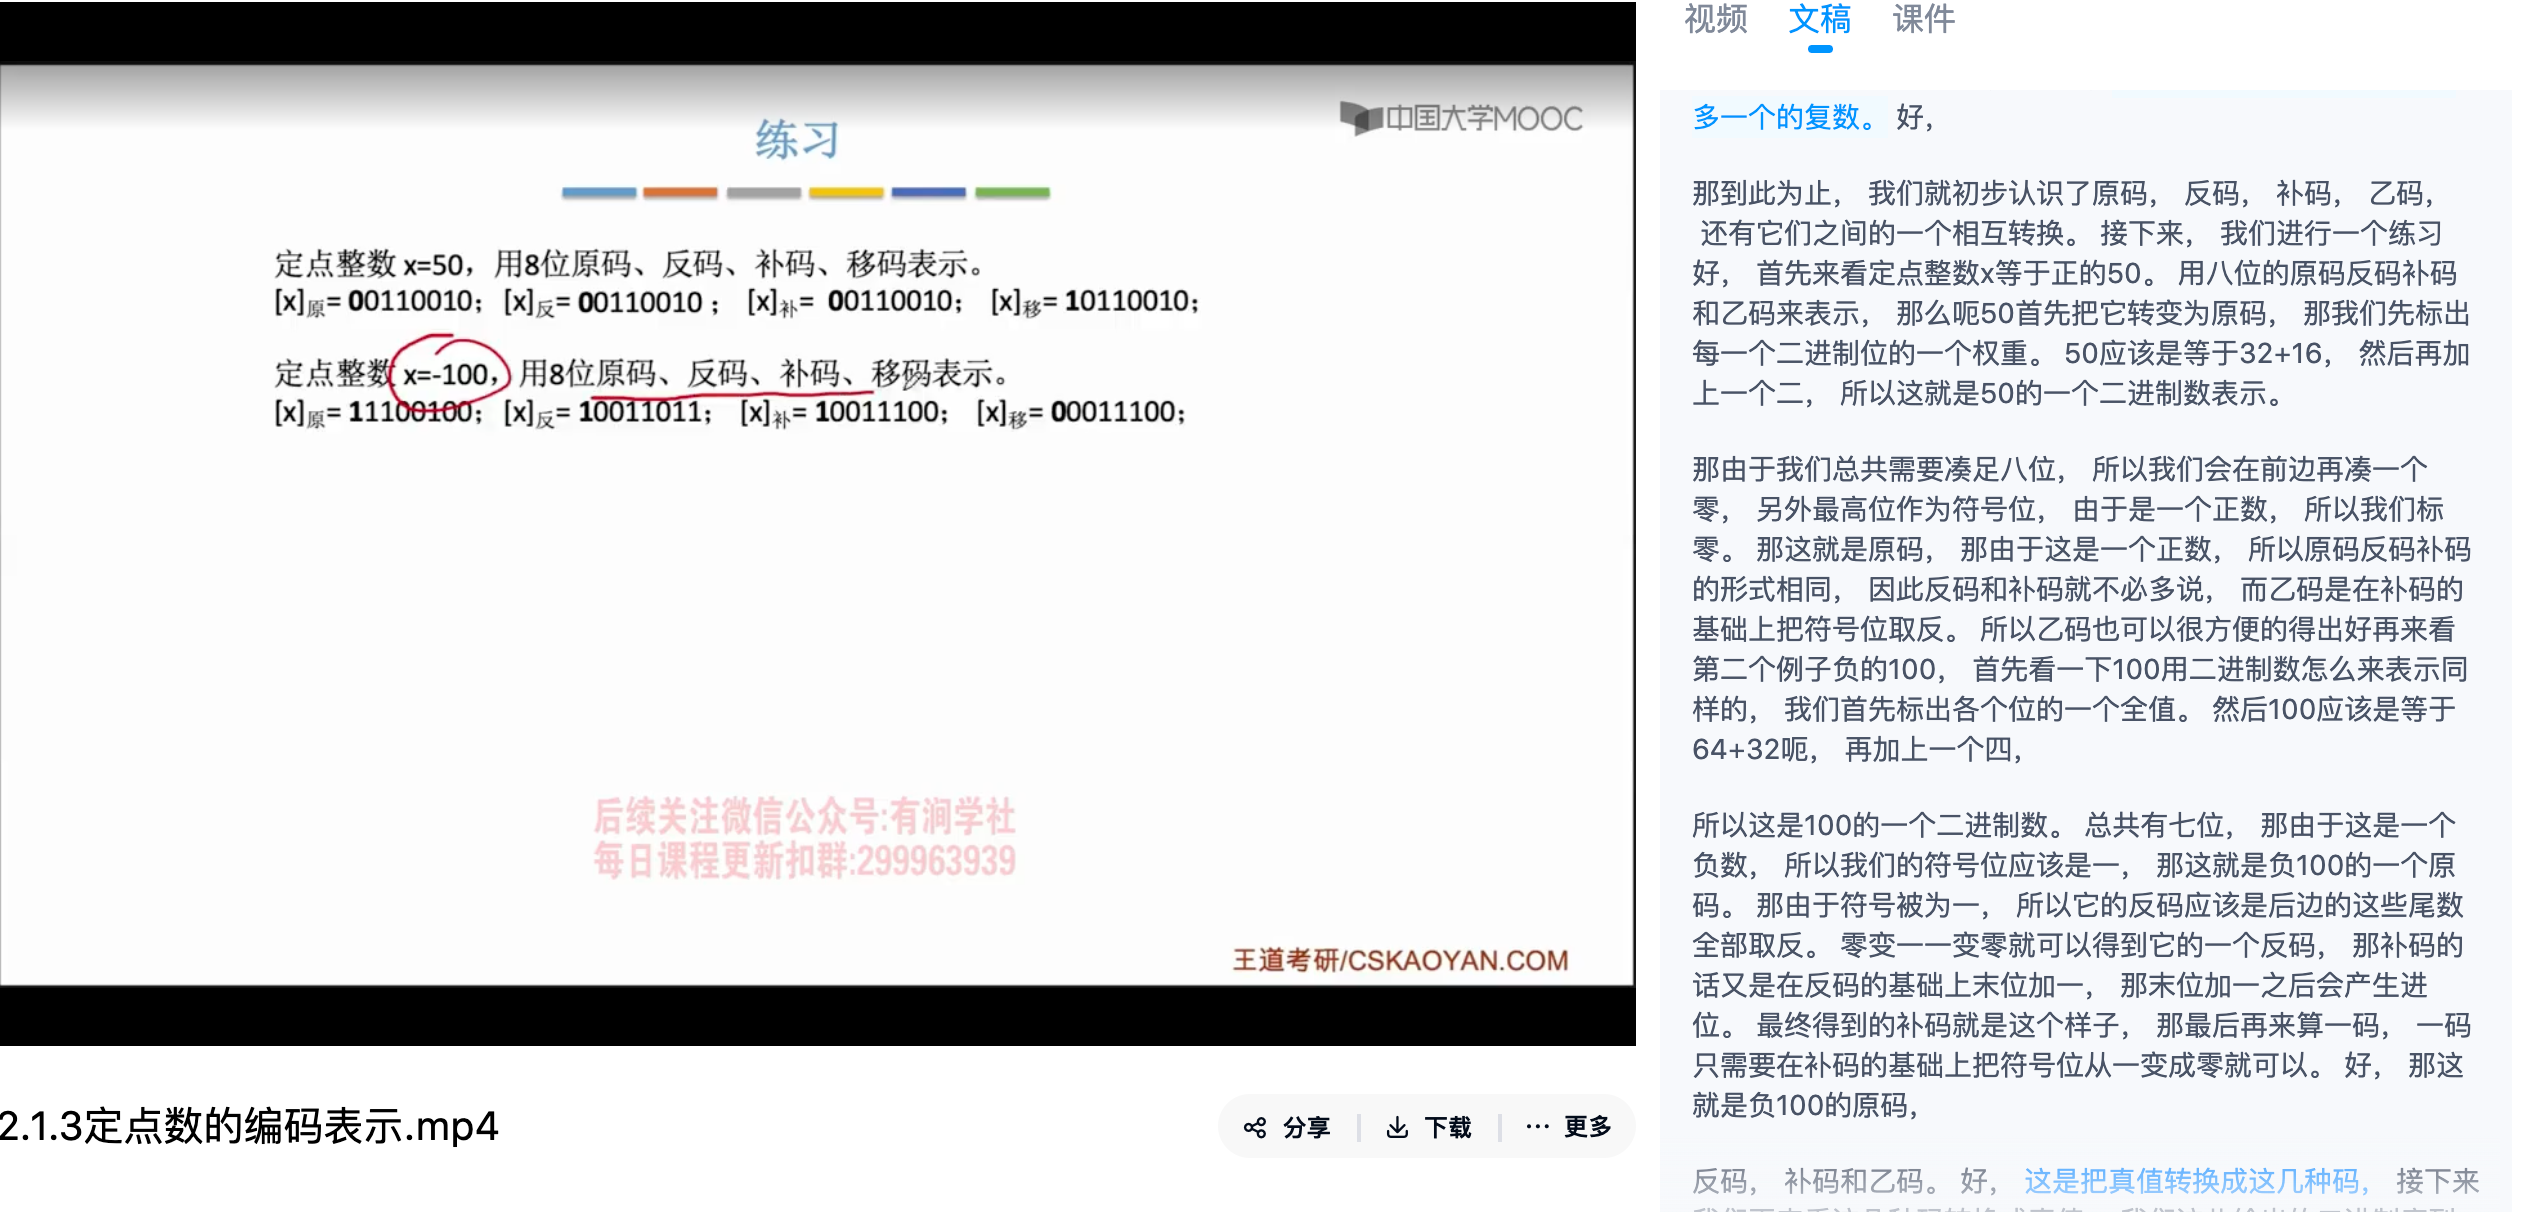 中国大学MOOC
练习
定点整数 x=50，用8位原码、反码、补码、移码表示。
[x]原= 00110010； [x]反= 00110010； [x]补= 00110010； [x]移= 10110010；
定点整数 x=-100，用8位原码、反码、补码、移码表示。
[x]原= 11100100； [x]反= 10011011； [x]补= 10011100； [x]移= 00011100；
后续关注微信公众号:有涧学社
每日课程更新扣群:299963939
王道考研/CSKAOYAN.COM
2.1.3定点数的编码表示.mp4
分享 下载 ··· 更多
视频 文稿 课件
多一个的复数。 好，
那到此为止， 我们就初步认识了原码， 反码， 补码， 乙码，
还有它们之间的一个相互转换。 接下来， 我们进行一个练习
好， 首先来看定点整数x等于正的50。 用八位的原码反码补码
和乙码来表示， 那么呃50首先把它转变为原码， 那我们先标出
每一个二进制位的一个权重。 50应该是等于32+16， 然后再加
上一个二， 所以这就是50的一个二进制数表示。
那由于我们总共需要凑足八位， 所以我们会在前边再凑一个
零， 另外最高位作为符号位， 由于是一个正数， 所以我们标
零。 那这就是原码， 那由于这是一个正数， 所以原码反码补码
的形式相同， 因此反码和补码就不必多说， 而乙码是在补码的
基础上把符号位取反。 所以乙码也可以很方便的得出好再来看
第二个例子负的100， 首先看一下100用二进制数怎么来表示同
样的， 我们首先标出各个位的一个全值。 然后100应该是等于
64+32呃， 再加上一个四，
所以这是100的一个二进制数。 总共有七位， 那由于这是一个
负数， 所以我们的符号位应该是一， 那这就是负100的一个原
码。 那由于符号被为一， 所以它的反码应该是后边的这些尾数
全部取反。 零变一一变零就可以得到它的一个反码， 那补码的
话又是在反码的基础上末位加一， 那末位加一之后会产生进
位。 最终得到的补码就是这个样子， 那最后再来算一码， 一码
只需要在补码的基础上把符号位从一变成零就可以。 好， 那这
就是负100的原码，
反码， 补码和乙码。 好， 这是把真值转换成这几种码， 接下来